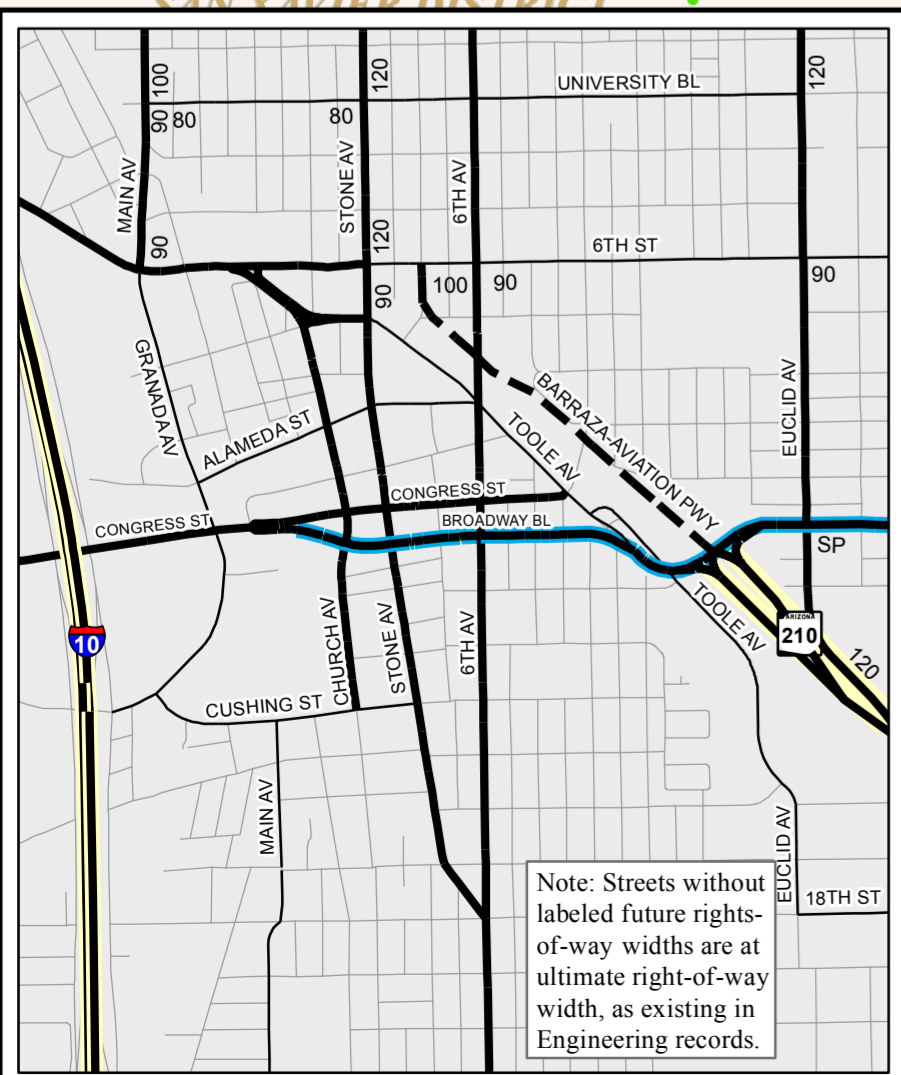 SAN XAVIER DISTRICT
100
120
120
UNIVERSITY BL
90
80
80
MAIN AV
STONE AV
6TH AV
120
90
6TH ST
90
100
90
90
GRANADA AV
BARRAZA-AVIATION PWY
EUCLID AV
ALAMEDA ST
TOOLE AV
CONGRESS ST
CONGRESS ST
BROADWAY BL
SP
CHURCH AV
STONE AV
6TH AV
TOOLE AV
ARIZONA
210
10
120
CUSHING ST
MAIN AV
EUCLID AV
18TH ST
Note: Streets without
labeled future rights-
of-way widths are at
ultimate right-of-way
width, as existing in
Engineering records.